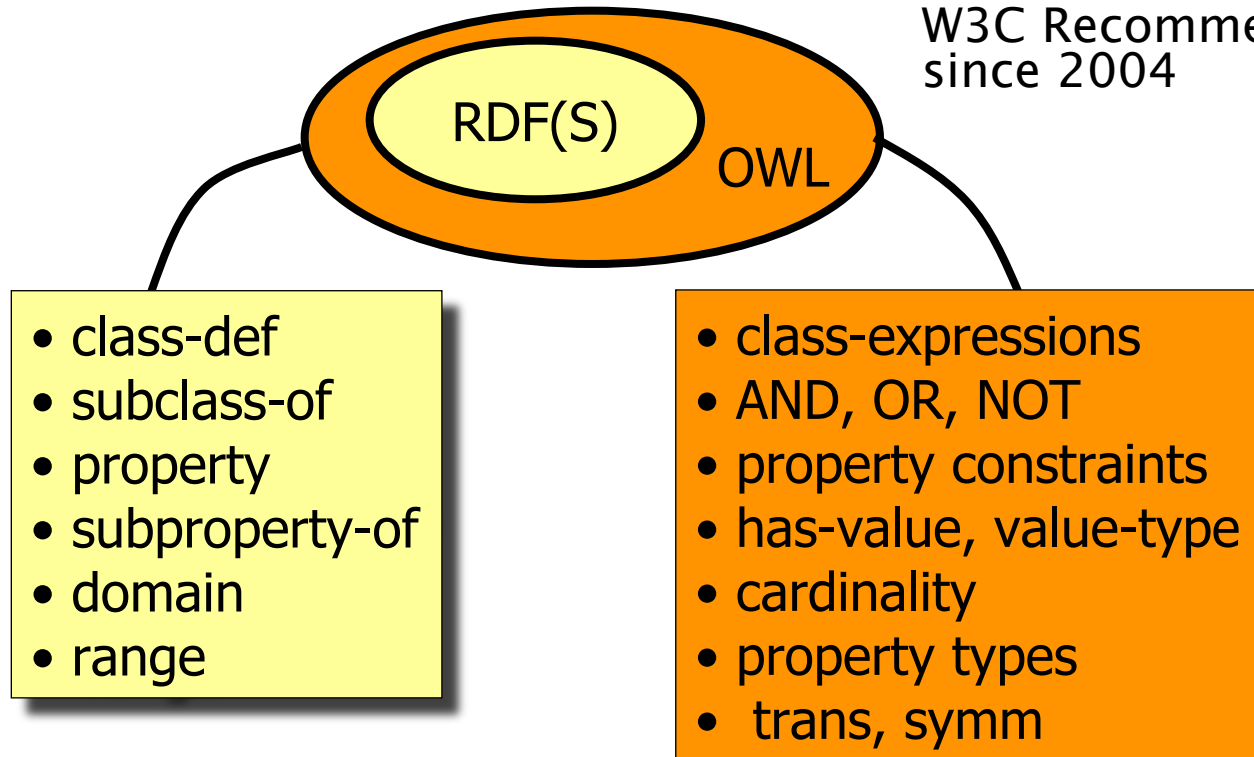 W3C Recomme
since 2004
RDF(S)
OWL
• class-def
• subclass-of
• property
• subproperty-of
• domain
• range
• class-expressions
• AND, OR, NOT
• property constraints
• has-value, value-type
• cardinality
• property types
• trans, symm